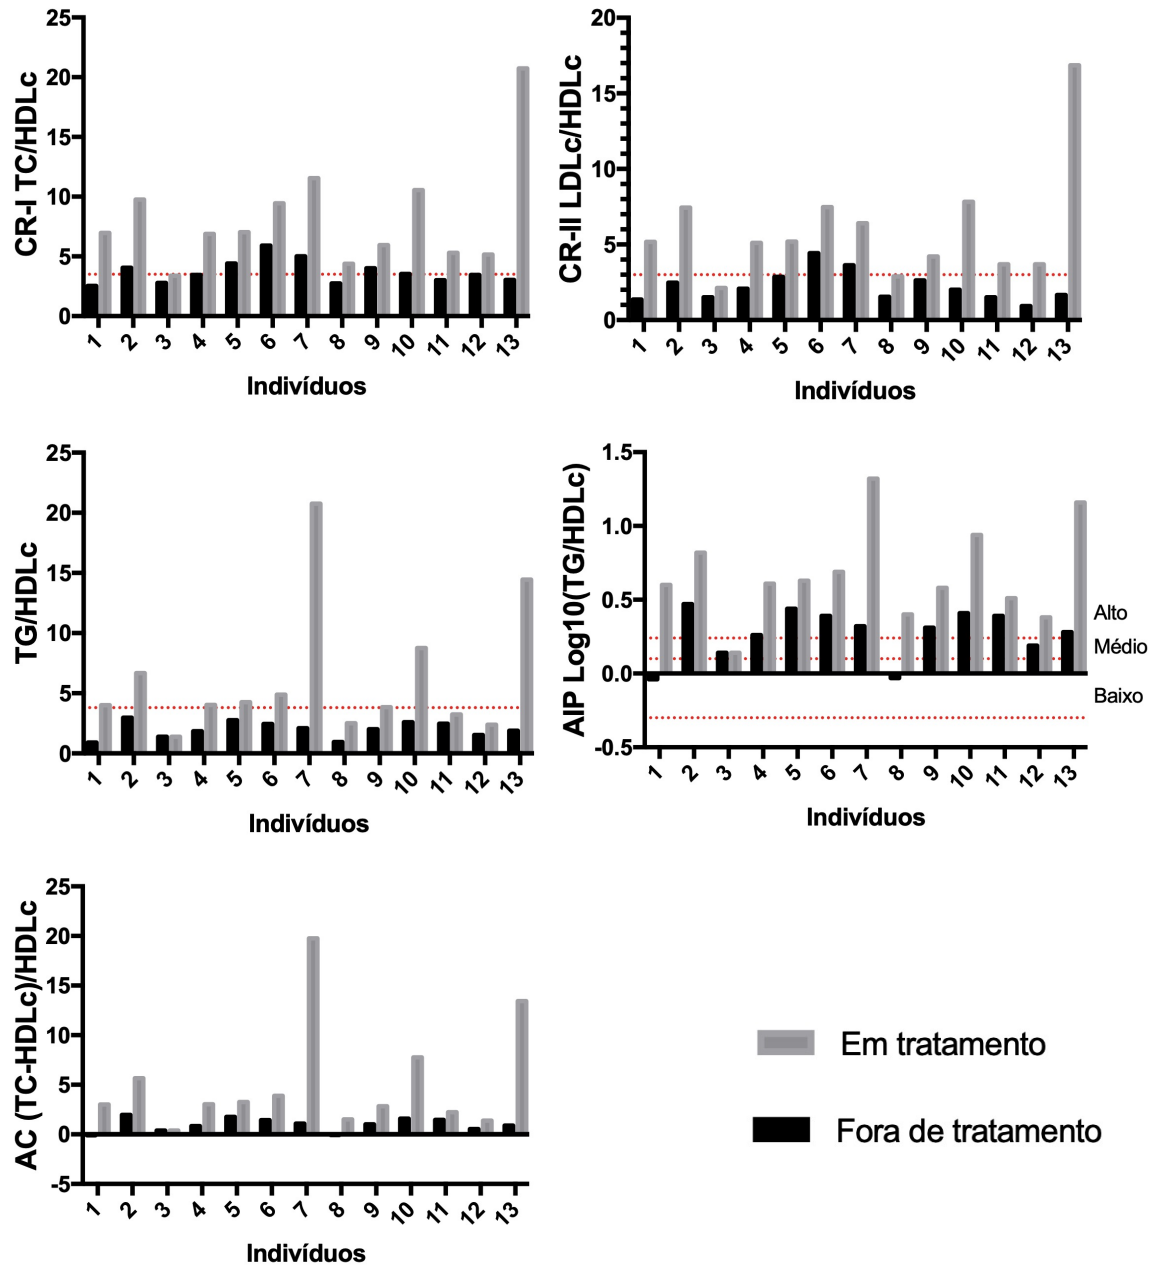 CR-I TC/HDLc
25
20
15
10
5
0
1 2 3 4 5 6 7 8 9 10 11 12 13
Indivíduos
CR-II LDLc/HDLc
20
15
10
5
0
1 2 3 4 5 6 7 8 9 10 11 12 13
Indivíduos
TG/HDLc
25
20
15
10
5
0
1 2 3 4 5 6 7 8 9 10 11 12 13
Indivíduos
AIP Log10(TG/HDLc)
1.5
1.0
0.5
0.0
-0.5
Alto
Médio
Baixo
1 2 3 4 5 6 7 8 9 10 11 12 13
Indivíduos
AC (TC-HDLc)/HDLc
25
20
15
10
5
0
-5
1 2 3 4 5 6 7 8 9 10 11 12 13
Indivíduos
Em tratamento
Fora de tratamento